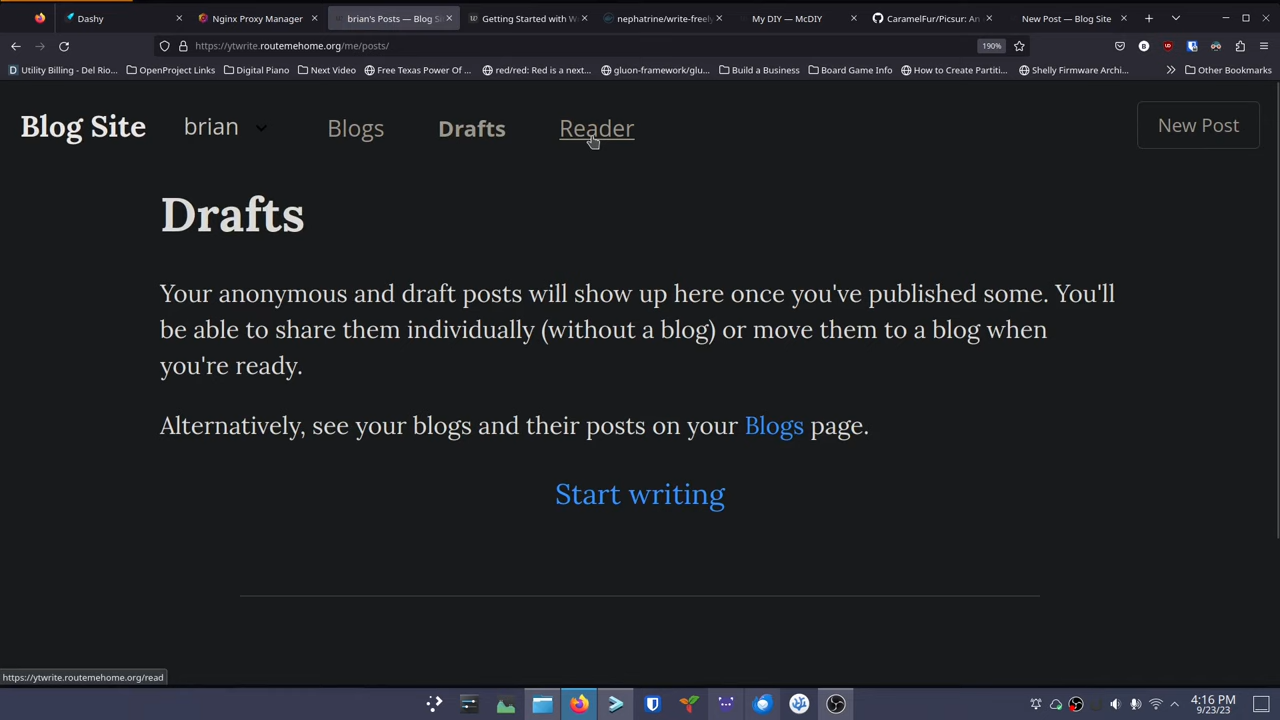 Dashy
Nginx Proxy Manager
brian's Posts — Blog Si
Getting Started with W
nephatrine/write-freely
My DIY — McDIY
CaramelFur/Picsur: An
New Post — Blog Site
https://ytwrite.routemehome.org/me/posts/
190%
Utility Billing - Del Rio...
OpenProject Links
Digital Piano
Next Video
Free Texas Power Of ...
red/red: Red is a next...
gluon-framework/glu...
Build a Business
Board Game Info
How to Create Partiti...
Shelly Firmware Archi...
Other Bookmarks
Blog Site
brian
Blogs
Drafts
Reader
New Post
Drafts
Your anonymous and draft posts will show up here once you've published some. You'll
be able to share them individually (without a blog) or move them to a blog when
you're ready.
Alternatively, see your blogs and their posts on your Blogs page.
Start writing
https://ytwrite.routemehome.org/read
4:16 PM
9/23/23